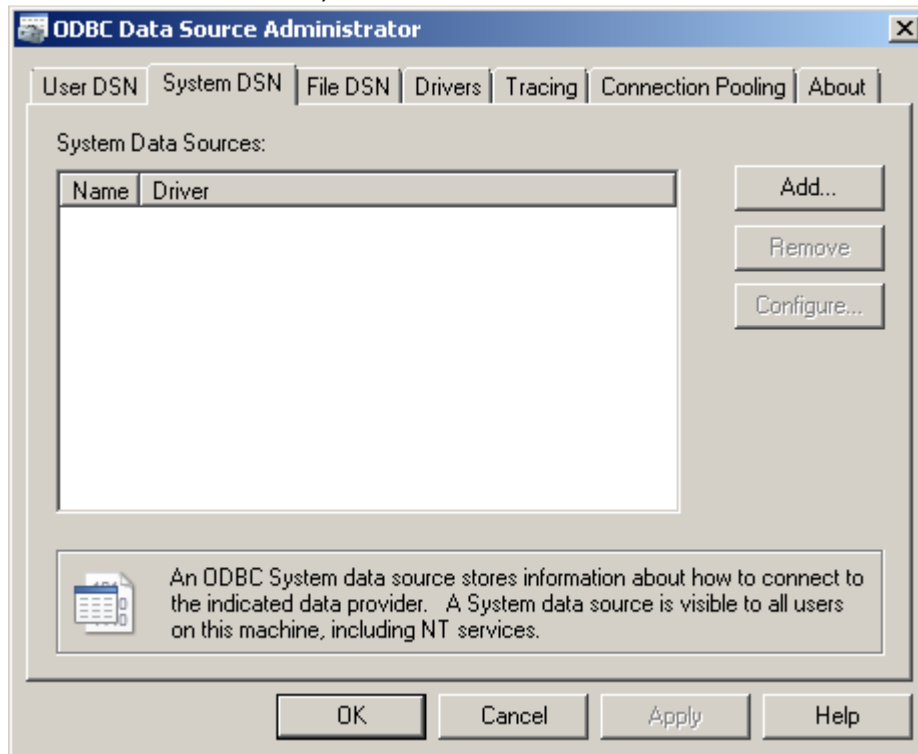 ODBC Data Source Administrator
User DSN System DSN File DSN Drivers Tracing Connection Pooling About
System Data Sources:
Name Driver
Add...
Remove
Configure...
An ODBC System data source stores information about how to connect to
the indicated data provider. A System data source is visible to all users
on this machine, including NT services.
OK Cancel Apply Help